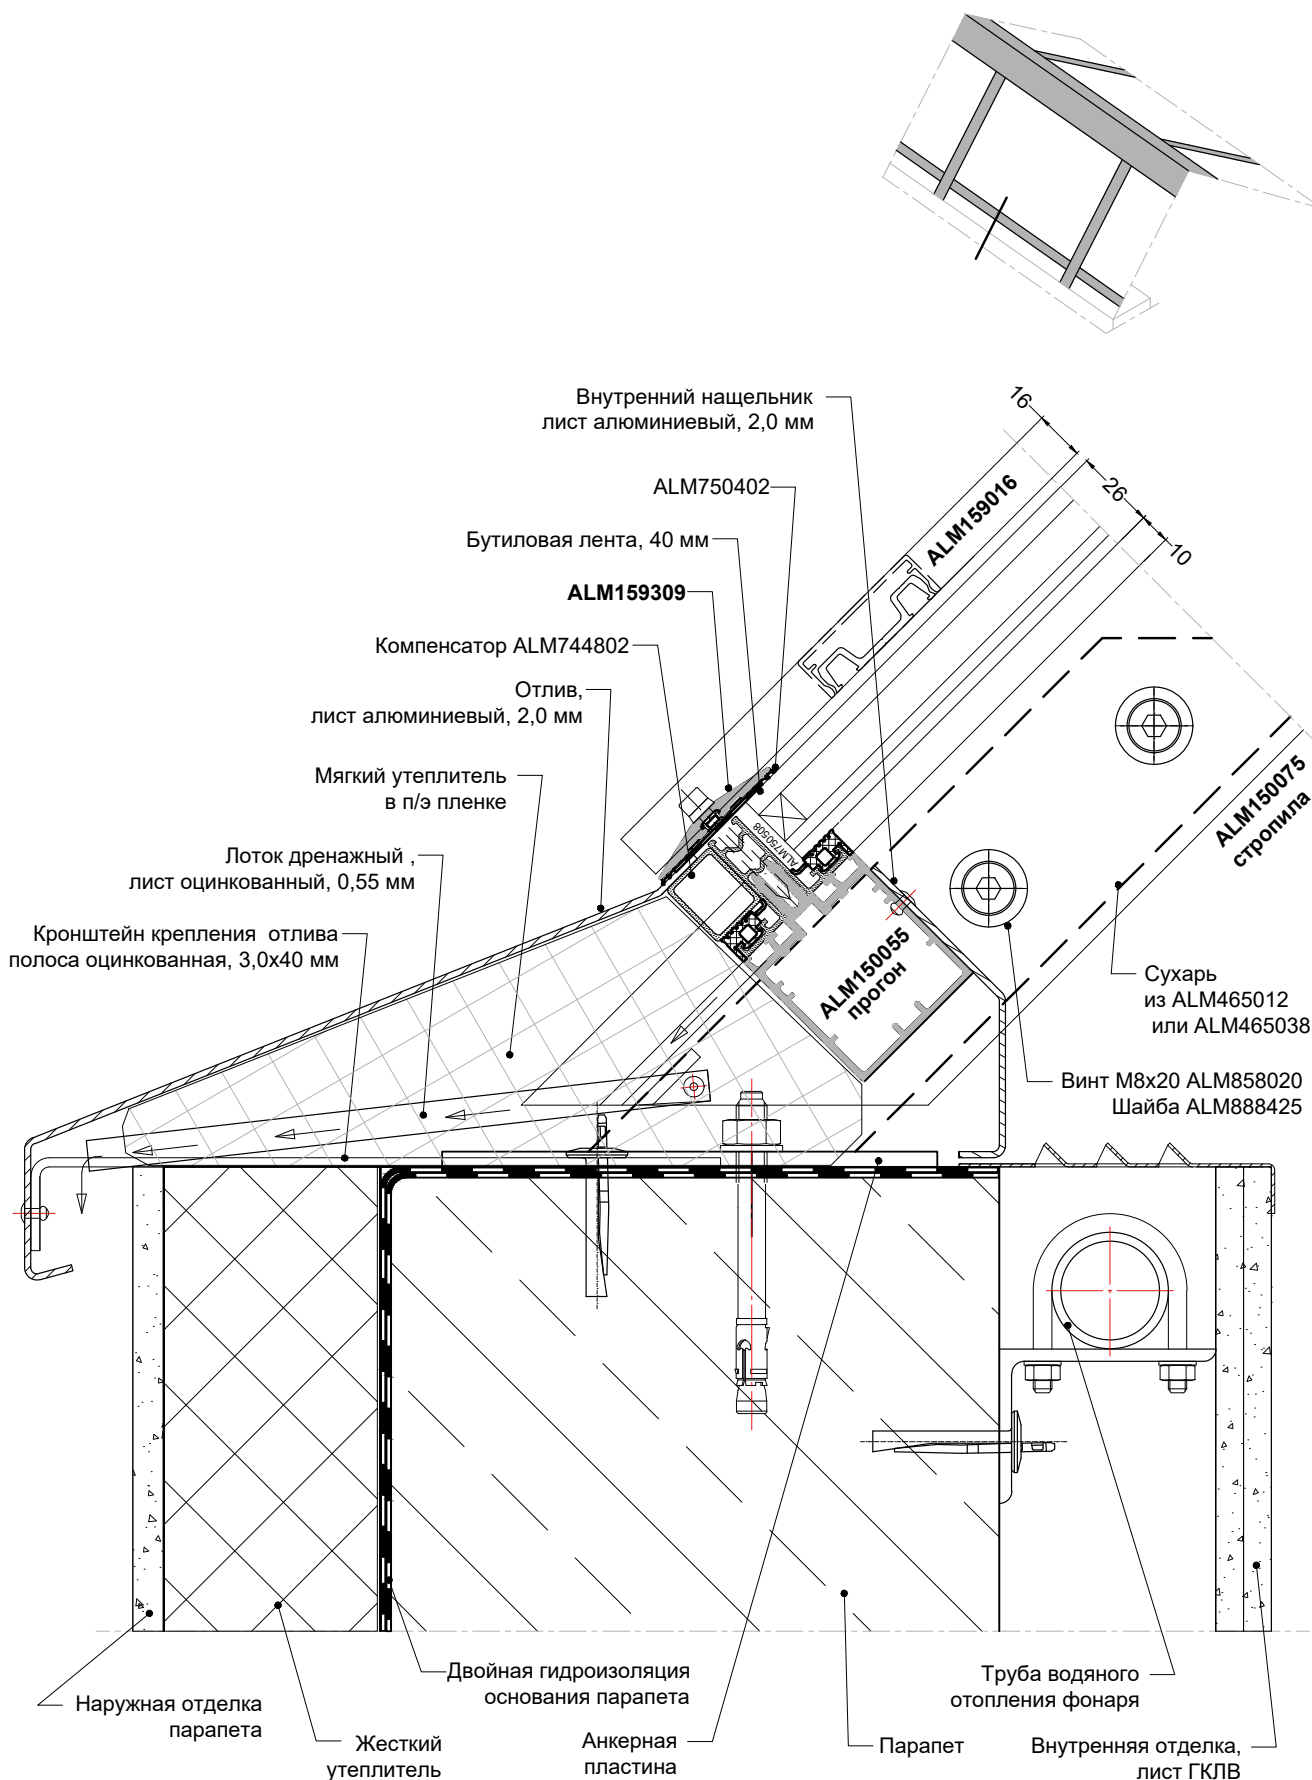 Внутренний нащельник
лист алюминиевый, 2,0 мм
16
26
10
ALM159016
ALM750402
Бутиловая лента, 40 мм
ALM159309
Компенсатор ALM744802
Отлив,
лист алюминиевый, 2,0 мм
Мягкий утеплитель
в п/э пленке
ALM750508
ALM150075
стропила
Лоток дренажный ,
лист оцинкованный, 0,55 мм
Кронштейн крепления отлива
полоса оцинкованная, 3,0х40 мм
ALM150055
прогон
Сухарь
из ALM465012
или ALM465038
Винт М8х20 ALM858020
Шайба ALM888425
Двойная гидроизоляция
основания парапета
Труба водяного
отопления фонаря
Наружная отделка
парапета
Жесткий
утеплитель
Анкерная
пластина
Парапет
Внутренняя отделка,
лист ГКЛВ